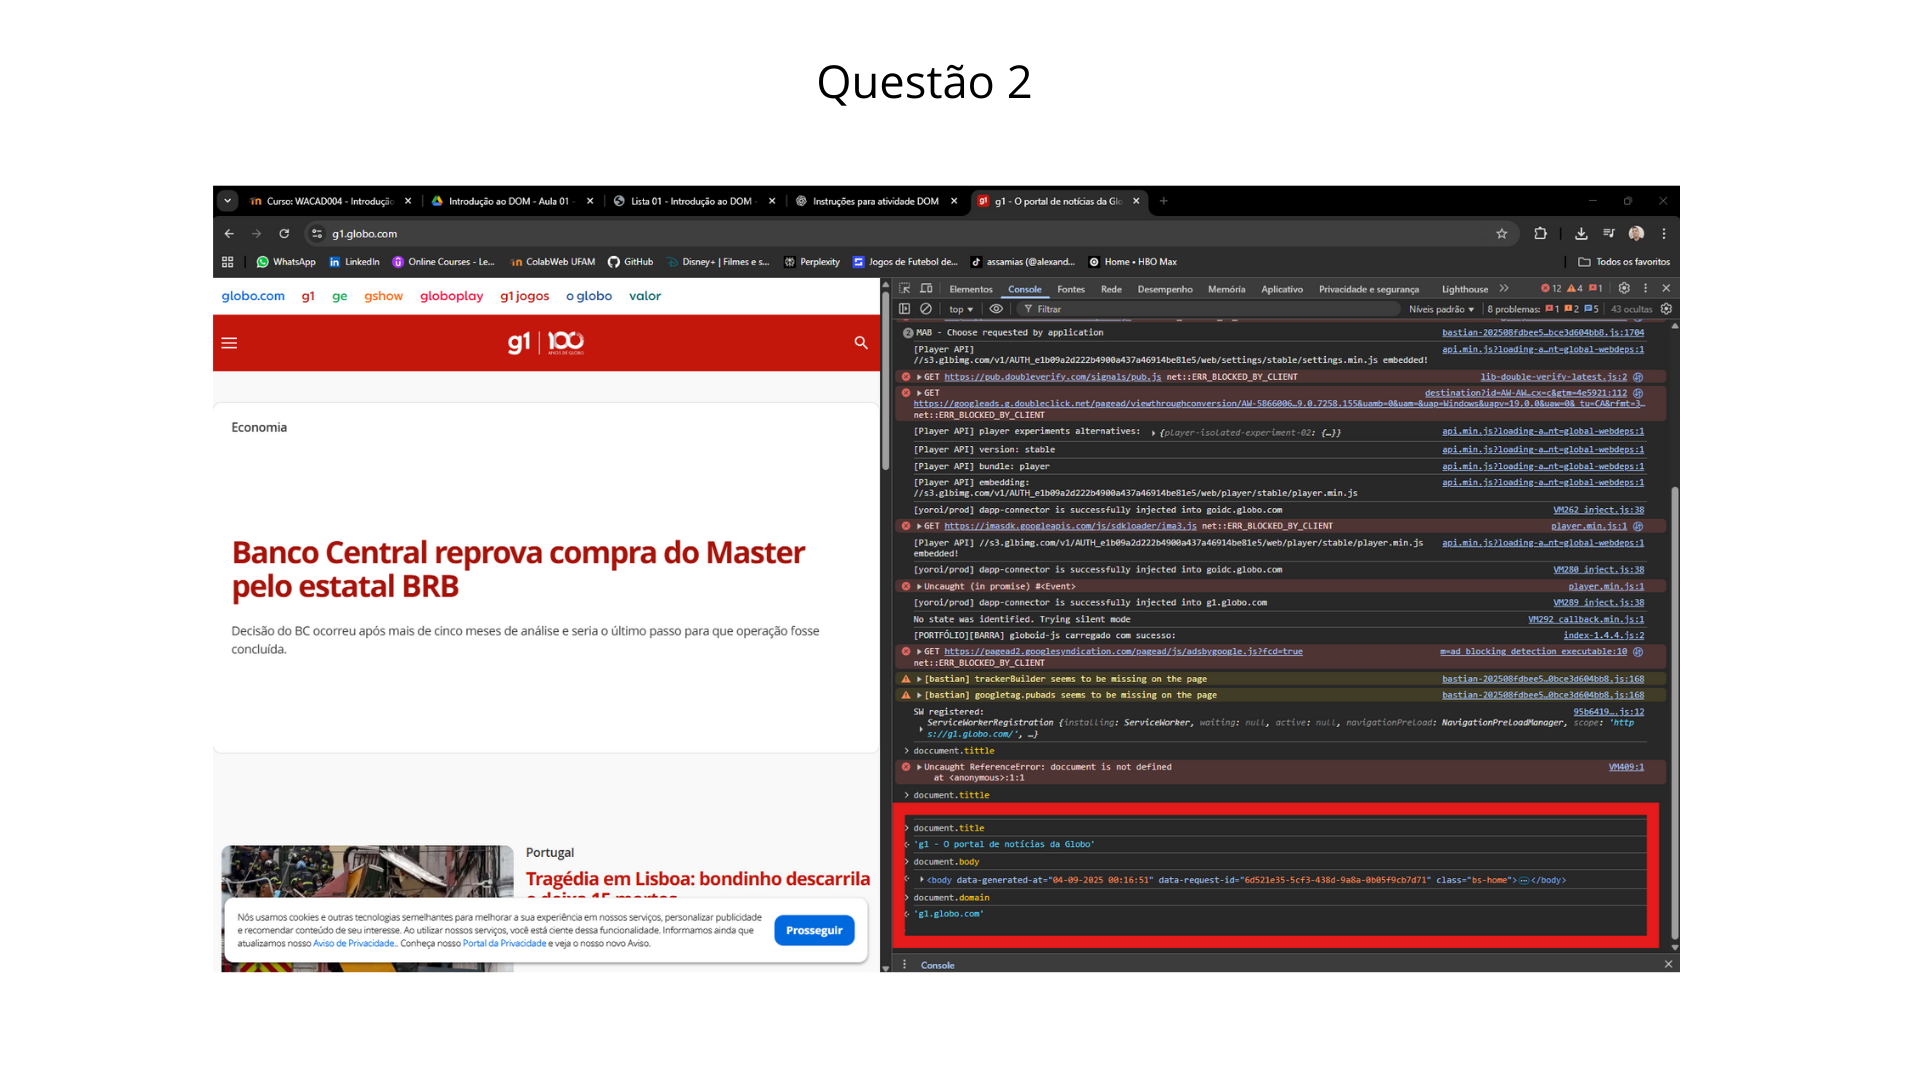 Questão 2
Curso: WACAD004 - Introdução
Introdução ao DOM - Aula 01 -
Lista 01 - Introdução ao DOM -
Instruções para atividade DOM
g1 - O portal de notícias da Glo
g1.globo.com
WhatsApp LinkedIn Online Courses - Le... ColabWeb UFAM GitHub Disney+ | Filmes e s... Perplexity Jogos de Futebol de... assamias (@alexand... Home • HBO Max Todos os favoritos
globo.com g1 ge gshow globoplay g1 jogos o globo valor
g1 100
ANOS DE GLOBO
Economia
Banco Central reprova compra do Master
pelo estatal BRB
Decisão do BC ocorreu após mais de cinco meses de análise e seria o último passo para que operação fosse
concluída.
Portugal
Tragédia em Lisboa: bondinho descarrila
Nós usamos cookies e outras tecnologias semelhantes para melhorar a sua experiência em nossos serviços, personalizar publicidade
e recomendar conteúdo de seu interesse. Ao utilizar nossos serviços, você está ciente dessa funcionalidade. Informamos ainda que
atualizamos nosso Aviso de Privacidade.. Conheça nosso Portal da Privacidade e veja o nosso novo Aviso.
Prosseguir
Elementos Console Fontes Rede Desempenho Memória Aplicativo Privacidade e segurança Lighthouse 12 4 1
top Filtrar Níveis padrão 8 problemas: 1 2 5 43 ocultas
2 MAB - Choose requested by application bastian-202508fdbee5…bce3d604bb8.js:1704
[Player API] api.min.js?loading-a…nt=global-webdeps:1
//s3.glbimg.com/v1/AUTH_e1b09a2d222b4900a437a46914be81e5/web/settings/stable/settings.min.js embedded!
GET https://pub.doubleverify.com/signals/pub.js net::ERR_BLOCKED_BY_CLIENT lib-double-verify-latest.js:2
GET destination?id=AW-AW…cx=c&gtm=4e5921:112
https://googleads.g.doubleclick.net/pagead/viewthroughconversion/AW-5866006…9.0.7258.155&uamb=0&uam=&uap=Windows&uapv=19.0.0&uaw=0&_tu=CA&rfmt=3…
net::ERR_BLOCKED_BY_CLIENT
[Player API] player experiments alternatives: {player-isolated-experiment-02: {…}} api.min.js?loading-a…nt=global-webdeps:1
[Player API] version: stable api.min.js?loading-a…nt=global-webdeps:1
[Player API] bundle: player api.min.js?loading-a…nt=global-webdeps:1
[Player API] embedding: api.min.js?loading-a…nt=global-webdeps:1
//s3.glbimg.com/v1/AUTH_e1b09a2d222b4900a437a46914be81e5/web/player/stable/player.min.js
[yoroi/prod] dapp-connector is successfully injected into goidc.globo.com VM262 inject.js:38
GET https://imasdk.googleapis.com/js/sdkloader/ima3.js net::ERR_BLOCKED_BY_CLIENT player.min.js:1
[Player API] //s3.glbimg.com/v1/AUTH_e1b09a2d222b4900a437a46914be81e5/web/player/stable/player.min.js api.min.js?loading-a…nt=global-webdeps:1
embedded!
[yoroi/prod] dapp-connector is successfully injected into goidc.globo.com VM280 inject.js:38
Uncaught (in promise) #<Event> player.min.js:1
[yoroi/prod] dapp-connector is successfully injected into g1.globo.com VM289 inject.js:38
No state was identified. Trying silent mode VM292 callback.min.js:1
[PORTFÓLIO][BARRA] globoid-js carregado com sucesso: index-1.4.4.js:2
GET https://pagead2.googlesyndication.com/pagead/js/adsbygoogle.js?fcd=true m=ad_blocking_detection_executable:10
net::ERR_BLOCKED_BY_CLIENT
[bastian] trackerBuilder seems to be missing on the page bastian-202508fdbee5…0bce3d604bb8.js:168
[bastian] googletag.pubads seems to be missing on the page bastian-202508fdbee5…0bce3d604bb8.js:168
SW registered: 95b6419….js:12
ServiceWorkerRegistration {installing: ServiceWorker, waiting: null, active: null, navigationPreload: NavigationPreloadManager, scope: 'http
s://g1.globo.com/', …}
doccument.tittle
Uncaught ReferenceError: doccument is not defined VM409:1
at <anonymous>:1:1
document.tittle
document.title
'g1 - O portal de notícias da Globo'
document.body
<body data-generated-at="04-09-2025 00:16:51" data-request-id="6d521e35-5cf3-438d-9a8a-0b05f9cb7d71" class="bs-home">…</body>
document.domain
'g1.globo.com'
Console